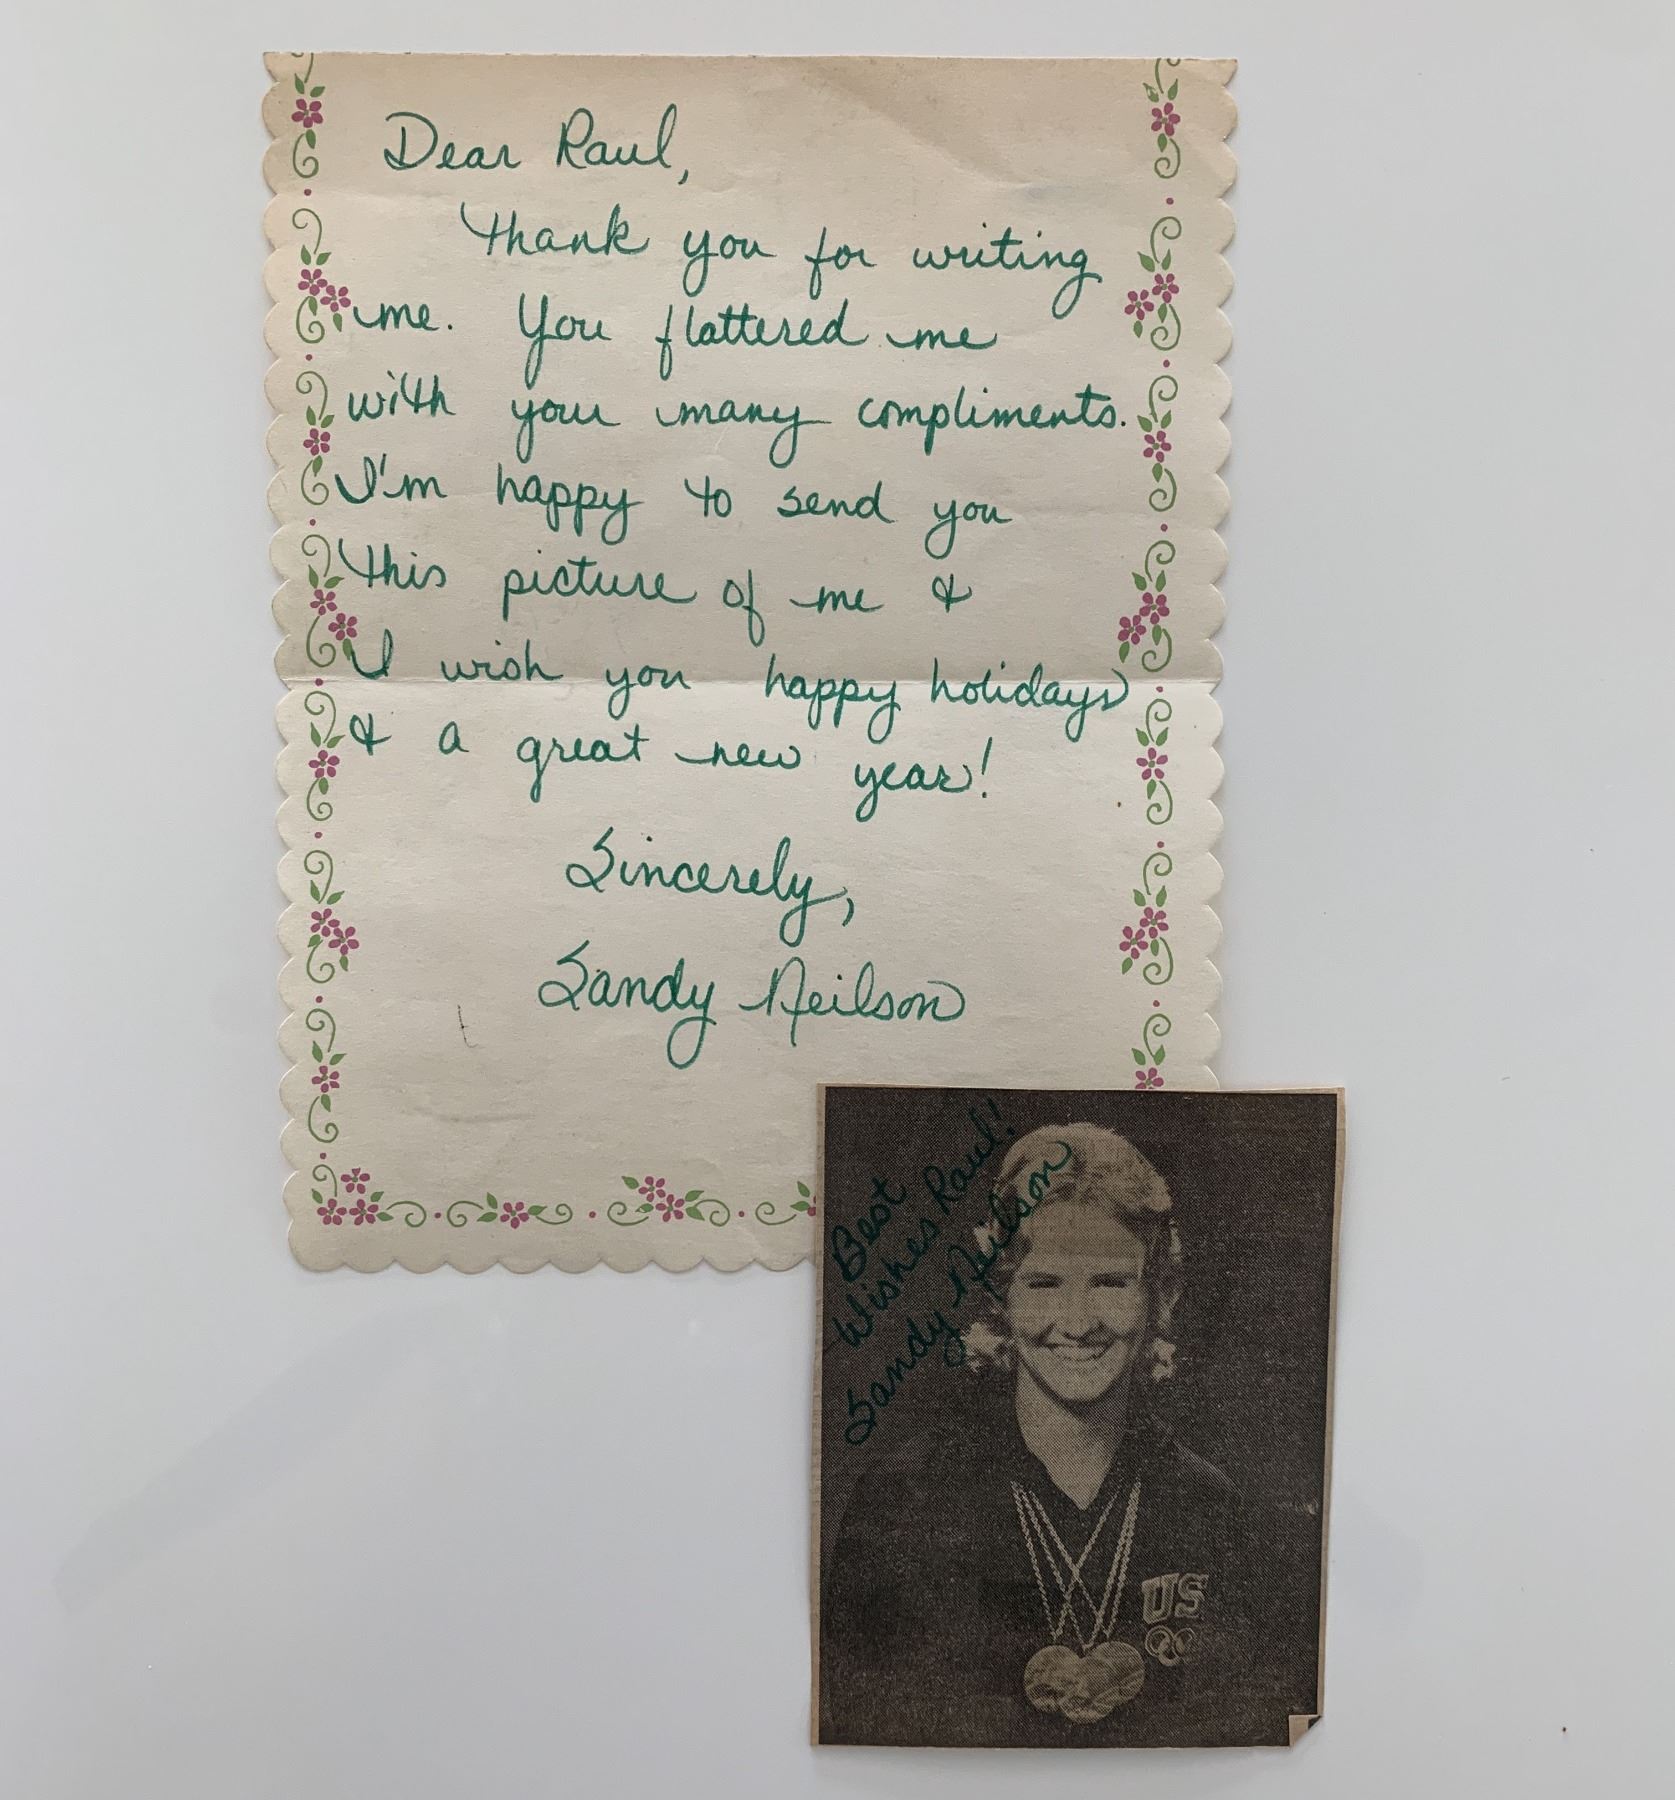 Dear Raul,
Thank you for writing
me. You flattered me
with your many compliments.
I'm happy to send you
this picture of me &
I wish you happy holidays
& a great new year!
Sincerely,
Sandy Neilson
Best
Wishes Raul!
Sandy Neilson
US